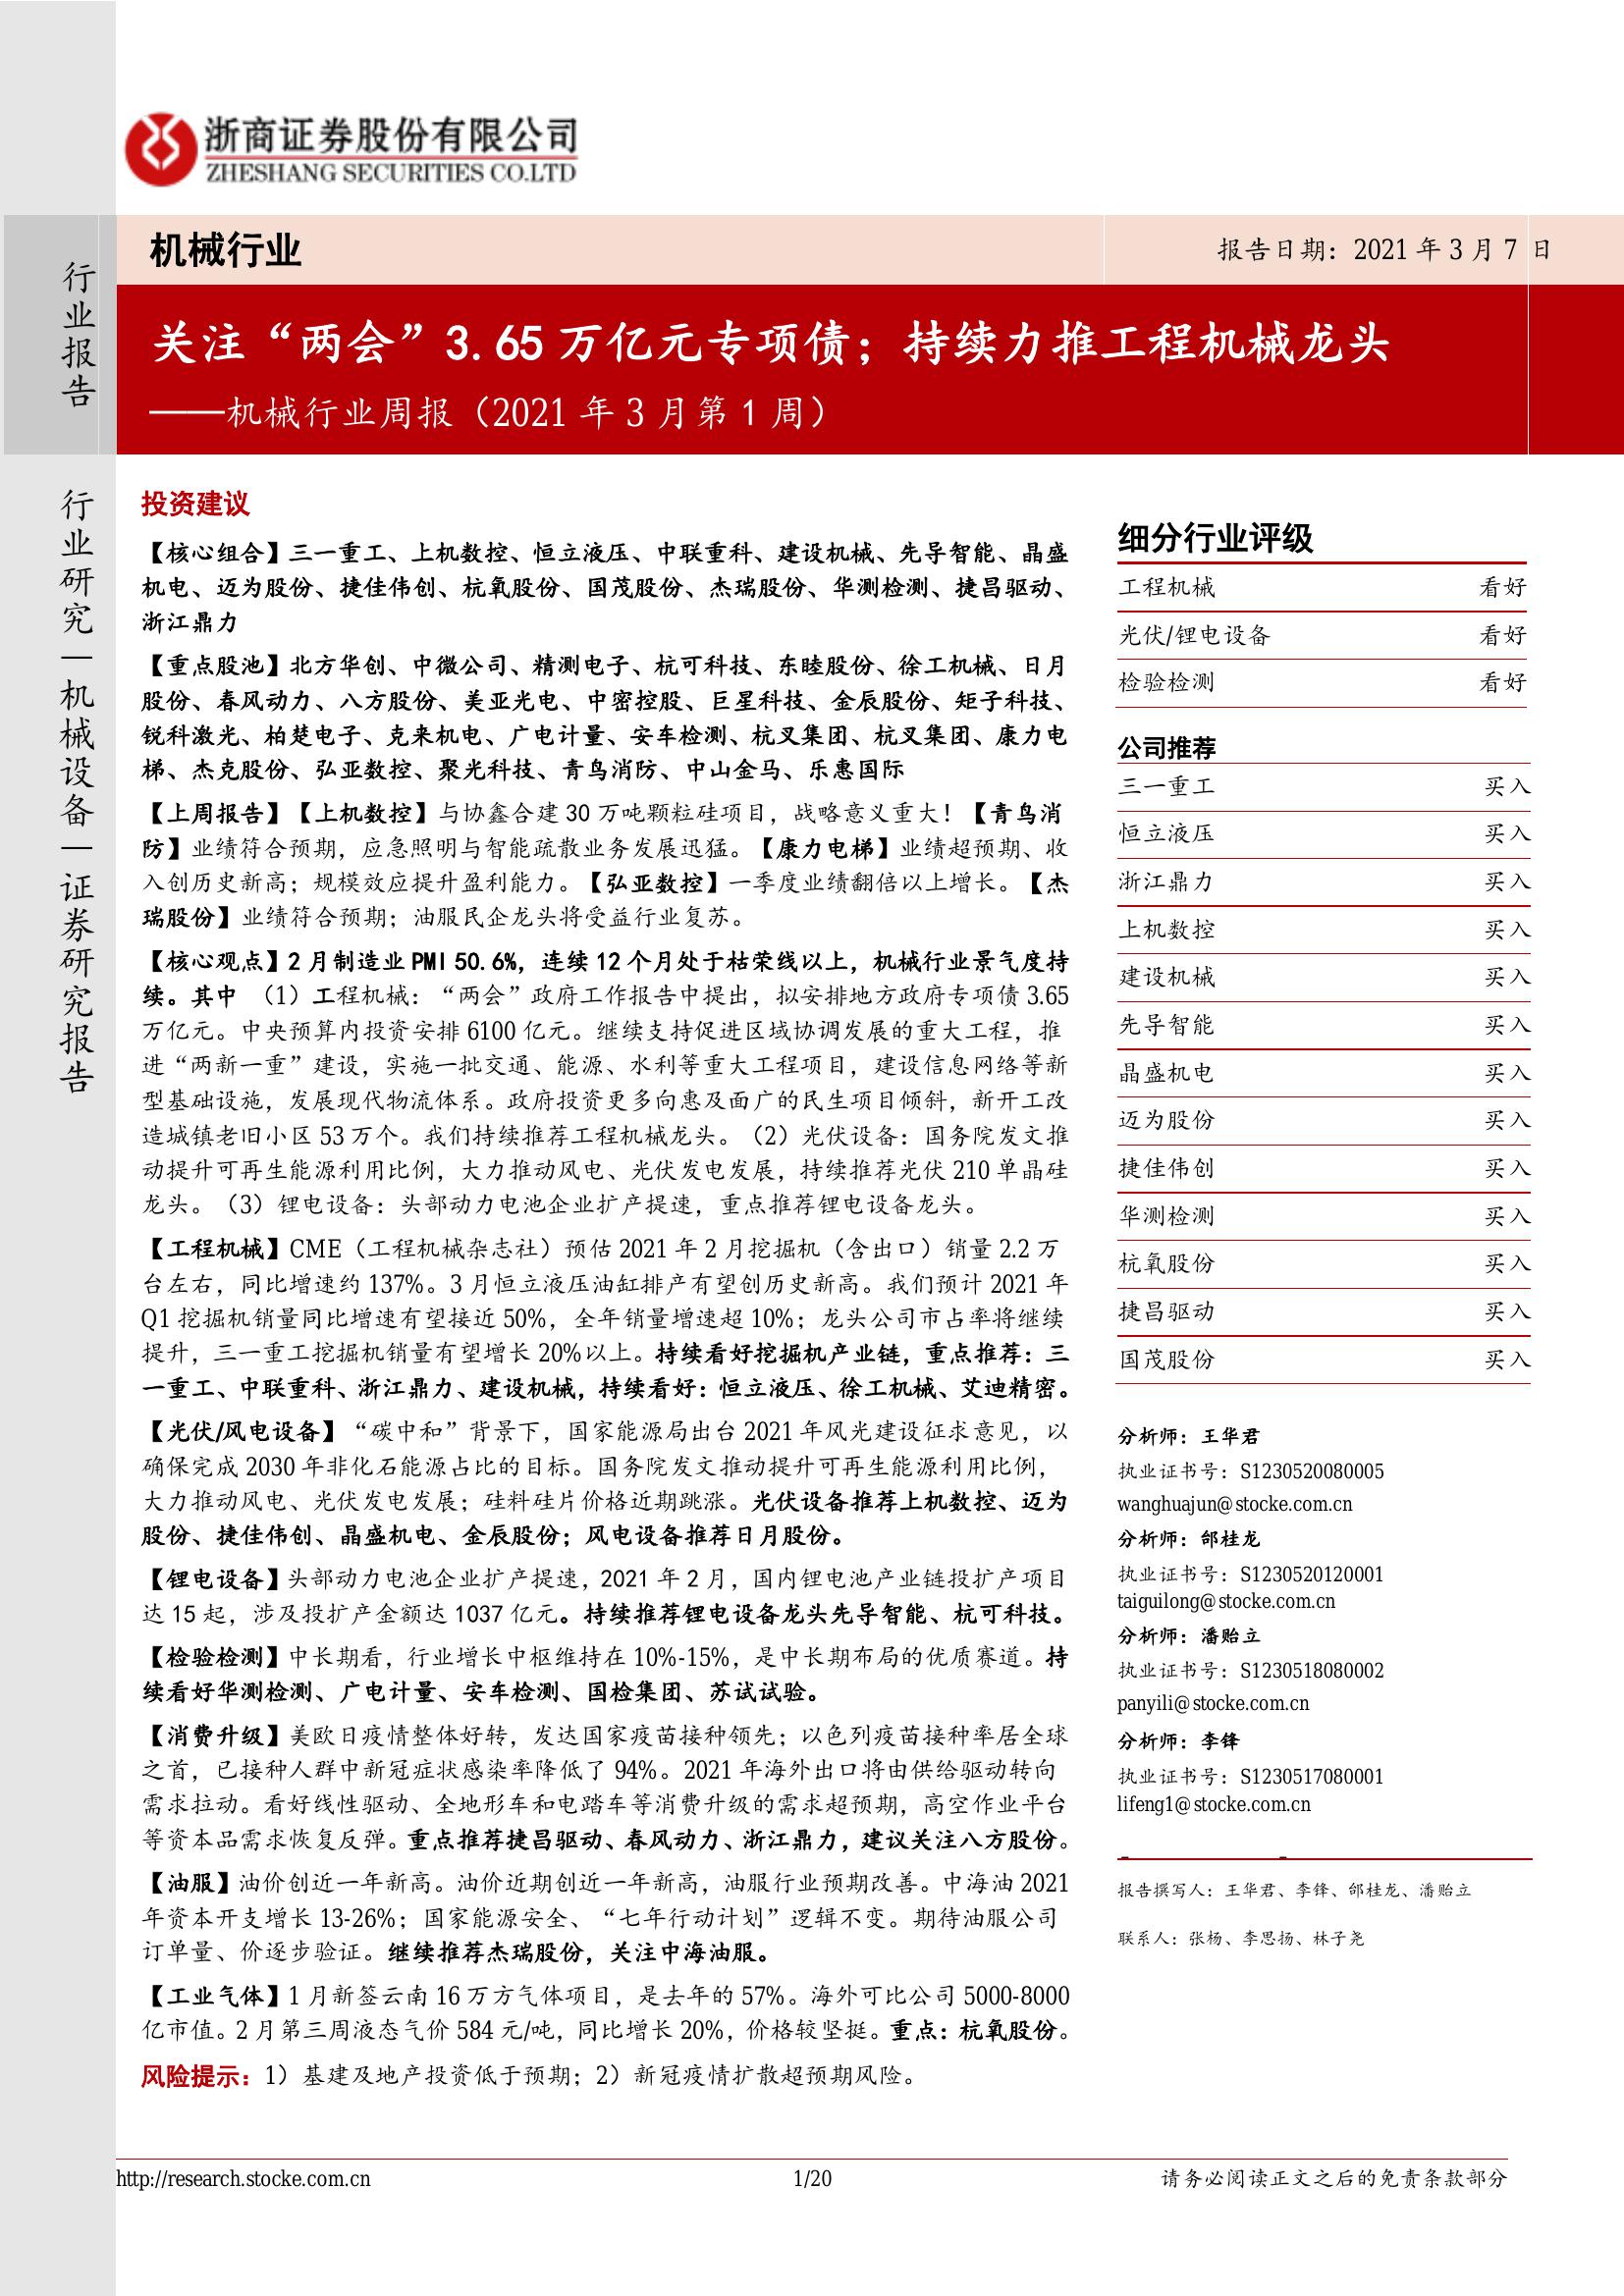 浙商证券股份有限公司
ZHESHANG SECURITIES CO.LTD
行业报告
机械行业
报告日期：2021 年 3 月 7 日
关注“两会”3.65 万亿元专项债；持续力推工程机械龙头
——机械行业周报（2021 年 3 月第 1 周）
行业研究—机械设备—证券研究报告
投资建议
【核心组合】三一重工、上机数控、恒立液压、中联重科、建设机械、先导智能、晶盛
机电、迈为股份、捷佳伟创、杭氧股份、国茂股份、杰瑞股份、华测检测、捷昌驱动、
浙江鼎力
【重点股池】北方华创、中微公司、精测电子、杭可科技、东睦股份、徐工机械、日月
股份、春风动力、八方股份、美亚光电、中密控股、巨星科技、金辰股份、矩子科技、
锐科激光、柏楚电子、克来机电、广电计量、安车检测、杭叉集团、杭叉集团、康力电
梯、杰克股份、弘亚数控、聚光科技、青鸟消防、中山金马、乐惠国际
【上周报告】【上机数控】与协鑫合建 30 万吨颗粒硅项目，战略意义重大！【青鸟消
防】业绩符合预期，应急照明与智能疏散业务发展迅猛。【康力电梯】业绩超预期、收
入创历史新高；规模效应提升盈利能力。【弘亚数控】一季度业绩翻倍以上增长。【杰
瑞股份】业绩符合预期；油服民企龙头将受益行业复苏。
【核心观点】2 月制造业 PMI 50.6%，连续 12 个月处于枯荣线以上，机械行业景气度持
续。其中 （1）工程机械：“两会”政府工作报告中提出，拟安排地方政府专项债 3.65
万亿元。中央预算内投资安排 6100 亿元。继续支持促进区域协调发展的重大工程，推
进“两新一重”建设，实施一批交通、能源、水利等重大工程项目，建设信息网络等新
型基础设施，发展现代物流体系。政府投资更多向惠及面广的民生项目倾斜，新开工改
造城镇老旧小区 53 万个。我们持续推荐工程机械龙头。（2）光伏设备：国务院发文推
动提升可再生能源利用比例，大力推动风电、光伏发电发展，持续推荐光伏 210 单晶硅
龙头。（3）锂电设备：头部动力电池企业扩产提速，重点推荐锂电设备龙头。
【工程机械】CME（工程机械杂志社）预估 2021 年 2 月挖掘机（含出口）销量 2.2 万
台左右，同比增速约 137%。3 月恒立液压油缸排产有望创历史新高。我们预计 2021 年
Q1 挖掘机销量同比增速有望接近 50%，全年销量增速超 10%；龙头公司市占率将继续
提升，三一重工挖掘机销量有望增长 20%以上。持续看好挖掘机产业链，重点推荐：三
一重工、中联重科、浙江鼎力、建设机械，持续看好：恒立液压、徐工机械、艾迪精密。
【光伏/风电设备】“碳中和”背景下，国家能源局出台 2021 年风光建设征求意见，以
确保完成 2030 年非化石能源占比的目标。国务院发文推动提升可再生能源利用比例，
大力推动风电、光伏发电发展；硅料硅片价格近期跳涨。光伏设备推荐上机数控、迈为
股份、捷佳伟创、晶盛机电、金辰股份；风电设备推荐日月股份。
【锂电设备】头部动力电池企业扩产提速，2021 年 2 月，国内锂电池产业链投扩产项目
达 15 起，涉及投扩产金额达 1037 亿元。持续推荐锂电设备龙头先导智能、杭可科技。
【检验检测】中长期看，行业增长中枢维持在 10%-15%，是中长期布局的优质赛道。持
续看好华测检测、广电计量、安车检测、国检集团、苏试试验。
【消费升级】美欧日疫情整体好转，发达国家疫苗接种领先；以色列疫苗接种率居全球
之首，已接种人群中新冠症状感染率降低了 94%。2021 年海外出口将由供给驱动转向
需求拉动。看好线性驱动、全地形车和电踏车等消费升级的需求超预期，高空作业平台
等资本品需求恢复反弹。重点推荐捷昌驱动、春风动力、浙江鼎力，建议关注八方股份。
【油服】油价创近一年新高。油价近期创近一年新高，油服行业预期改善。中海油 2021
年资本开支增长 13-26%；国家能源安全、“七年行动计划”逻辑不变。期待油服公司
订单量、价逐步验证。继续推荐杰瑞股份，关注中海油服。
【工业气体】1 月新签云南 16 万方气体项目，是去年的 57%。海外可比公司 5000-8000
亿市值。2 月第三周液态气价 584 元/吨，同比增长 20%，价格较坚挺。重点：杭氧股份。
风险提示：1）基建及地产投资低于预期；2）新冠疫情扩散超预期风险。
细分行业评级
工程机械 看好
光伏/锂电设备 看好
检验检测 看好
公司推荐
三一重工 买入
恒立液压 买入
浙江鼎力 买入
上机数控 买入
建设机械 买入
先导智能 买入
晶盛机电 买入
迈为股份 买入
捷佳伟创 买入
华测检测 买入
杭氧股份 买入
捷昌驱动 买入
国茂股份 买入
分析师：王华君
执业证书号：S1230520080005
wanghuajun@stocke.com.cn
分析师：邰桂龙
执业证书号：S1230520120001
taiguilong@stocke.com.cn
分析师：潘贻立
执业证书号：S1230518080002
panyili@stocke.com.cn
分析师：李锋
执业证书号：S1230517080001
lifeng1@stocke.com.cn
报告撰写人：王华君、李锋、邰桂龙、潘贻立
联系人：张杨、李思扬、林子尧
http://research.stocke.com.cn
1/20
请务必阅读正文之后的免责条款部分